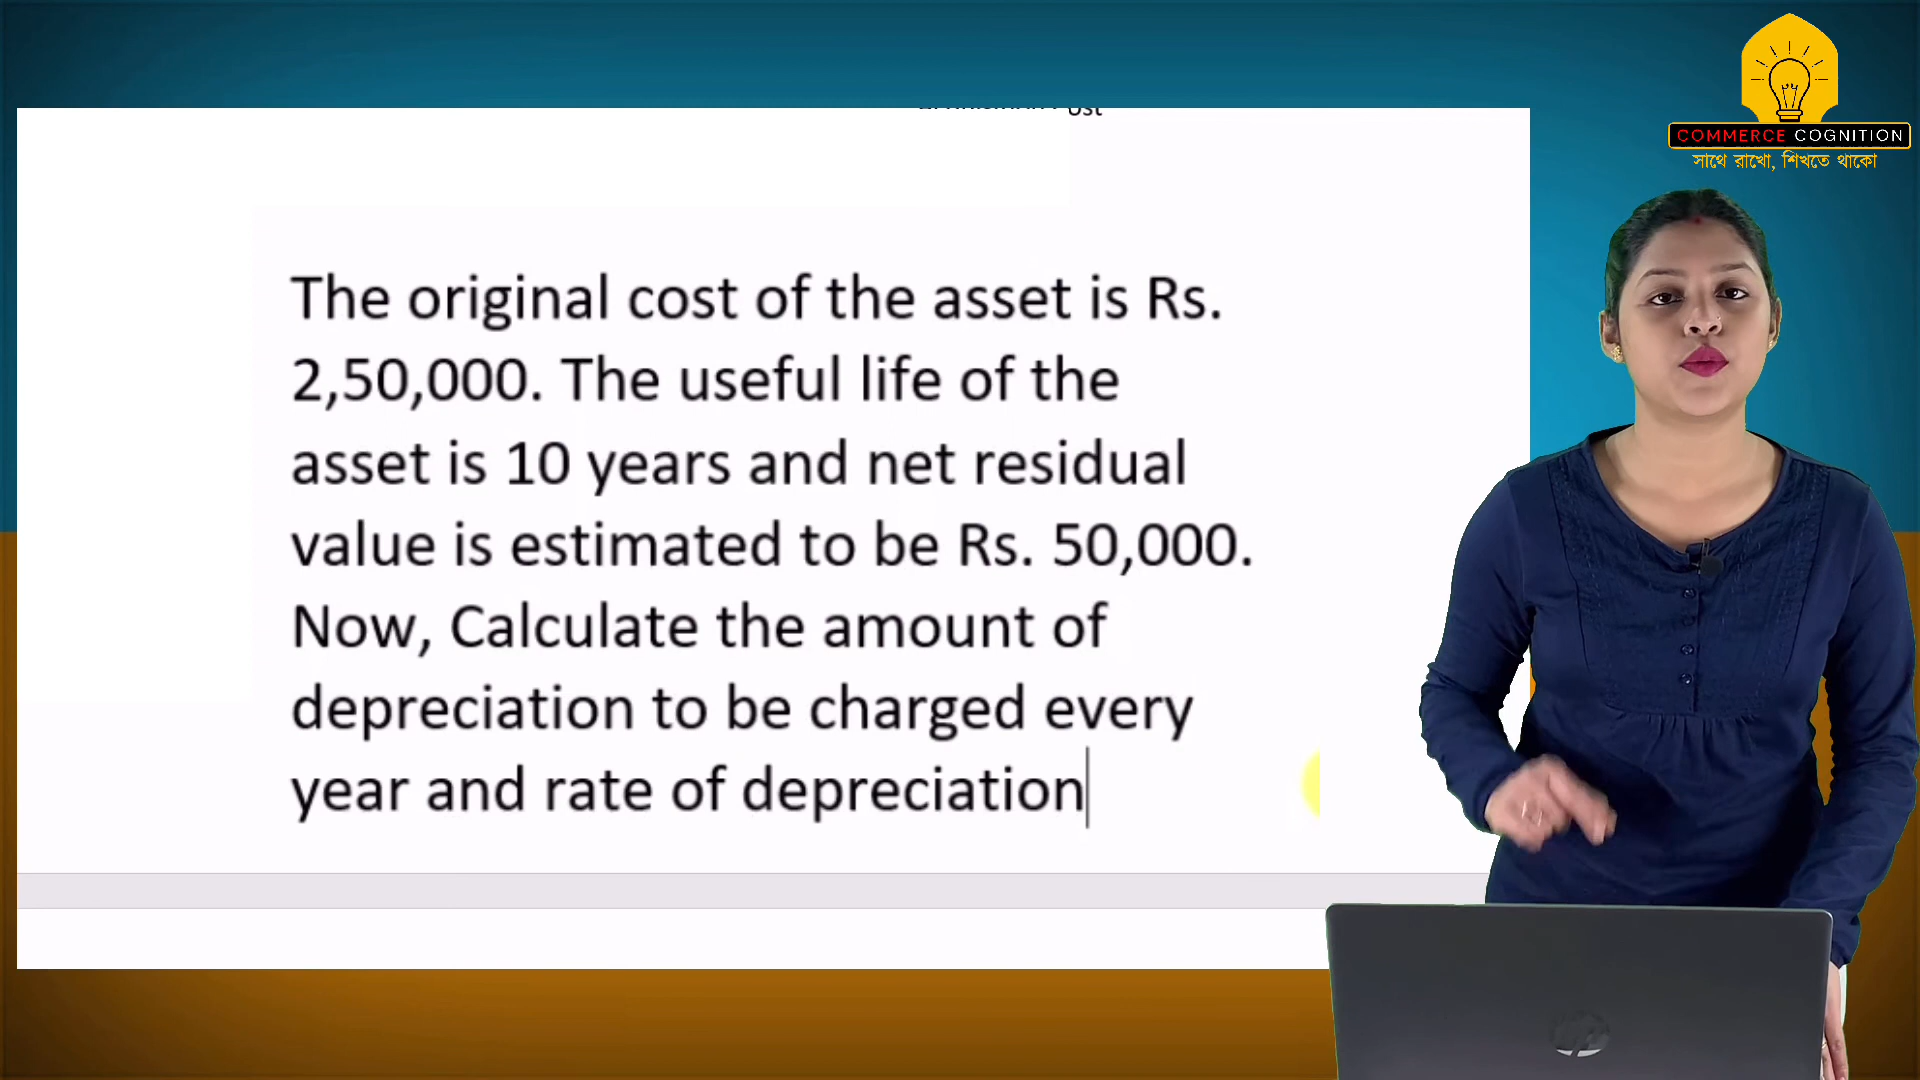 COMMERCE COGNITION
সাথে রাখো, শিখতে থাকো
The original cost of the asset is Rs.
2,50,000. The useful life of the
asset is 10 years and net residual
value is estimated to be Rs. 50,000.
Now, Calculate the amount of
depreciation to be charged every
year and rate of depreciation